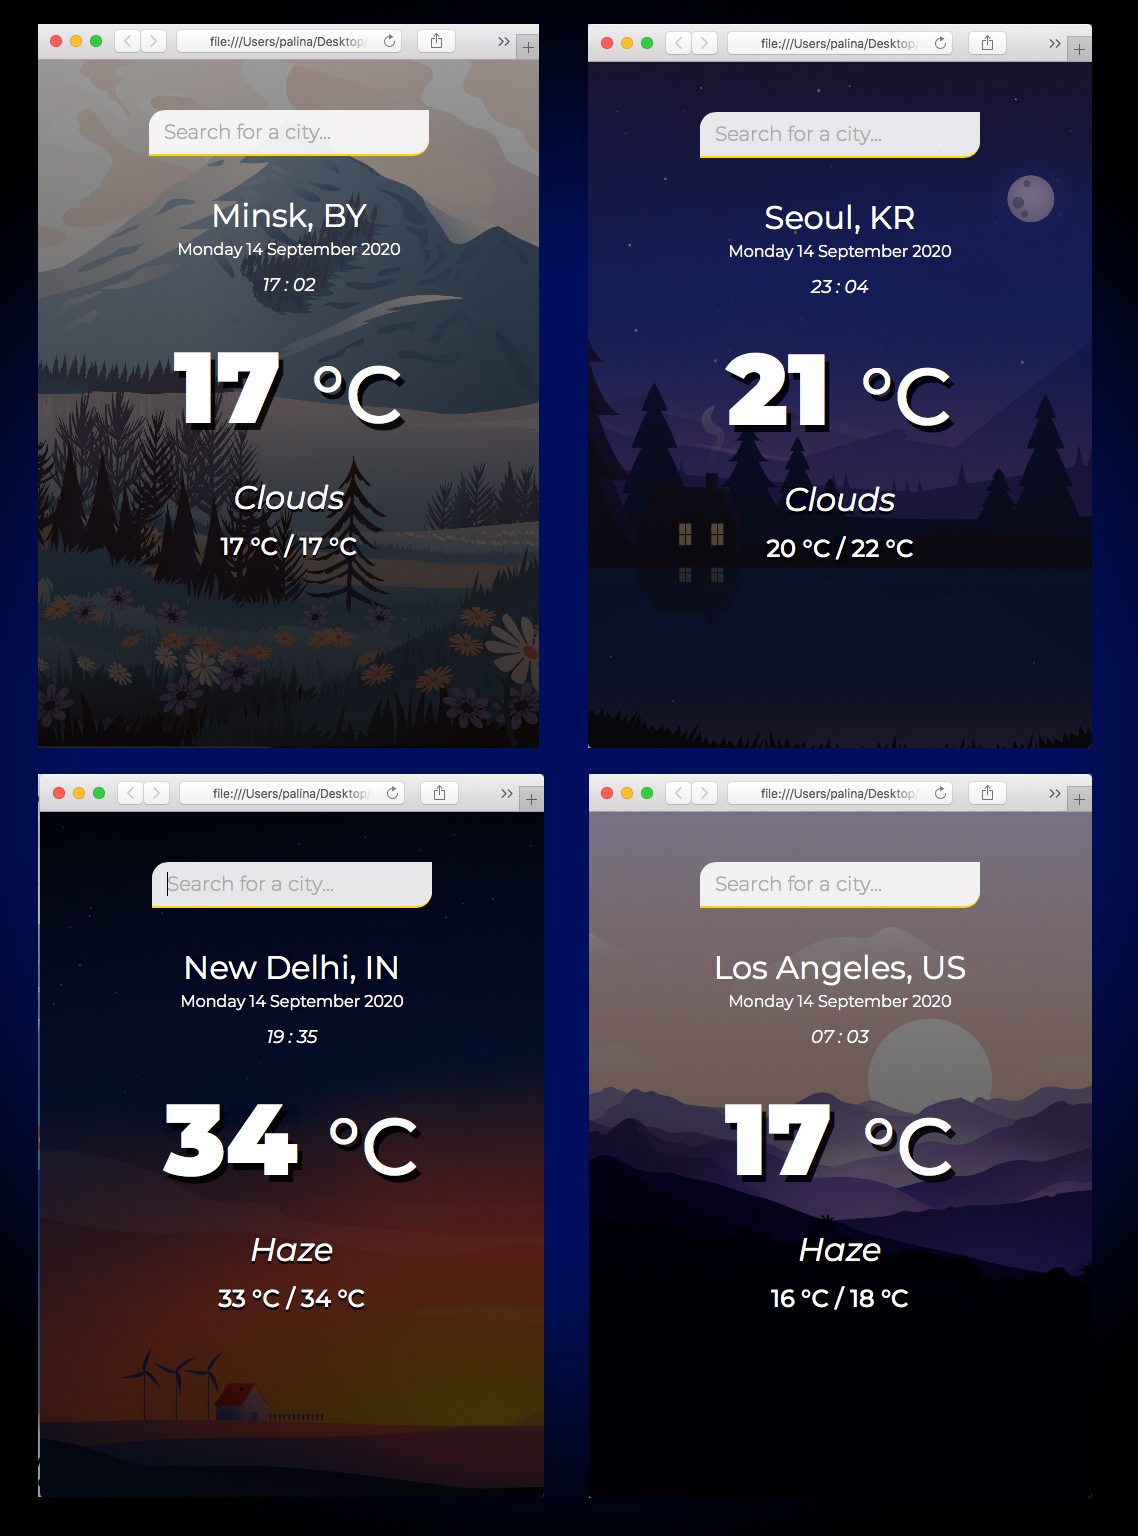 file:///Users/palina/Desktop/
Search for a city...
Minsk, BY
Monday 14 September 2020
17 : 02
17 °C
Clouds
17 °C / 17 °C
file:///Users/palina/Desktop/
Search for a city...
Seoul, KR
Monday 14 September 2020
23 : 04
21 °C
Clouds
20 °C / 22 °C
file:///Users/palina/Desktop/
Search for a city...
New Delhi, IN
Monday 14 September 2020
19 : 35
34 °C
Haze
33 °C / 34 °C
file:///Users/palina/Desktop/
Search for a city...
Los Angeles, US
Monday 14 September 2020
07 : 03
17 °C
Haze
16 °C / 18 °C